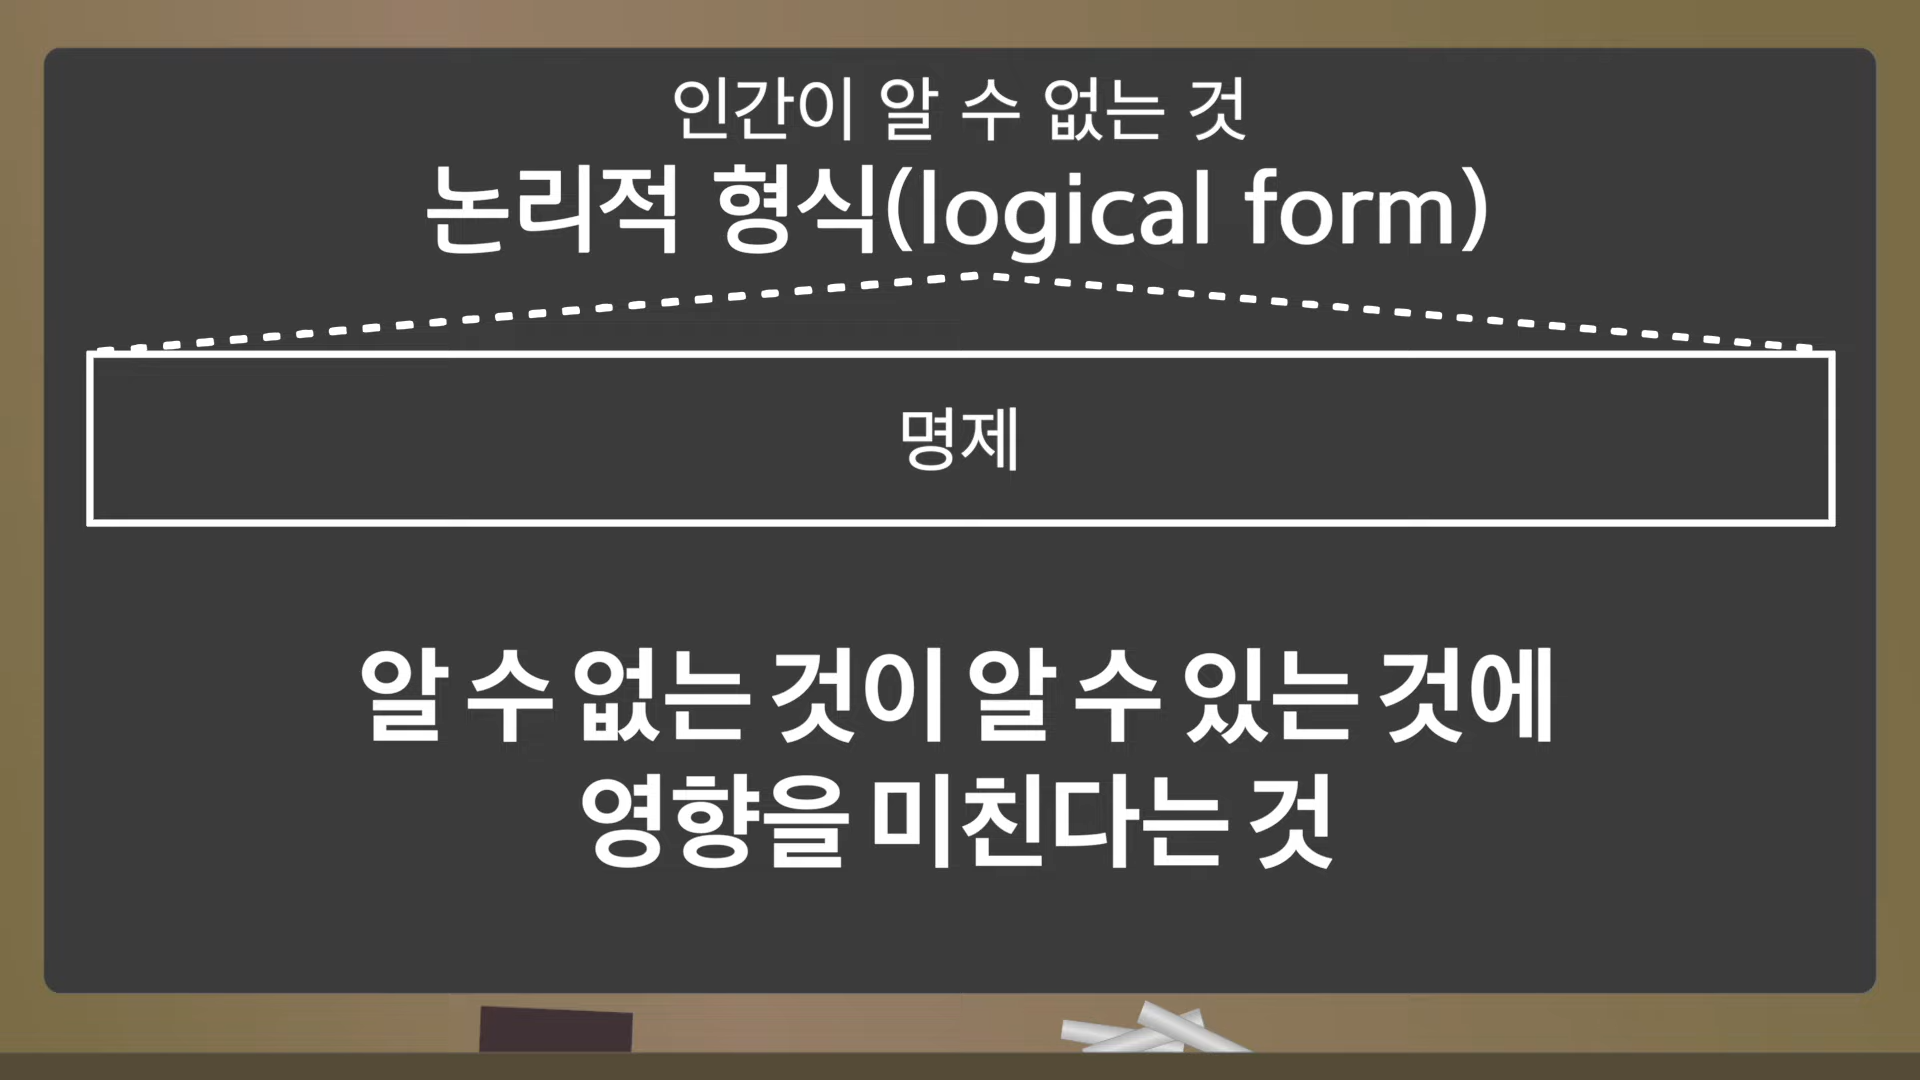 인간이 알 수 없는 것
논리적 형식(logical form)
명제
알 수 없는 것이 알 수 있는 것에
영향을 미친다는 것